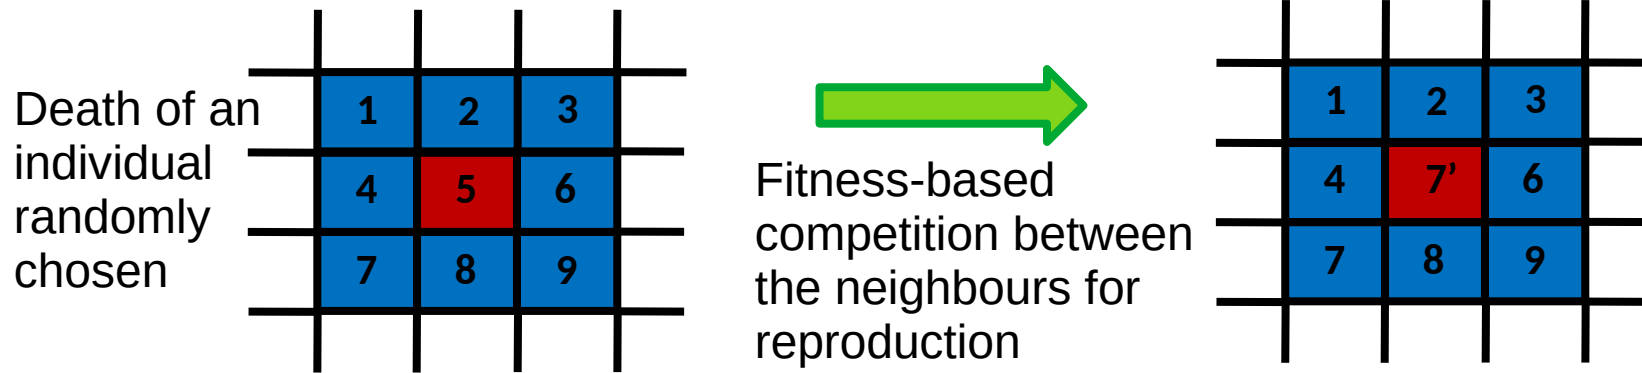 Death of an
individual
randomly
chosen
1 2 3
4 5 6
7 8 9
Fitness-based
competition between
the neighbours for
reproduction
1 2 3
4 7’ 6
7 8 9